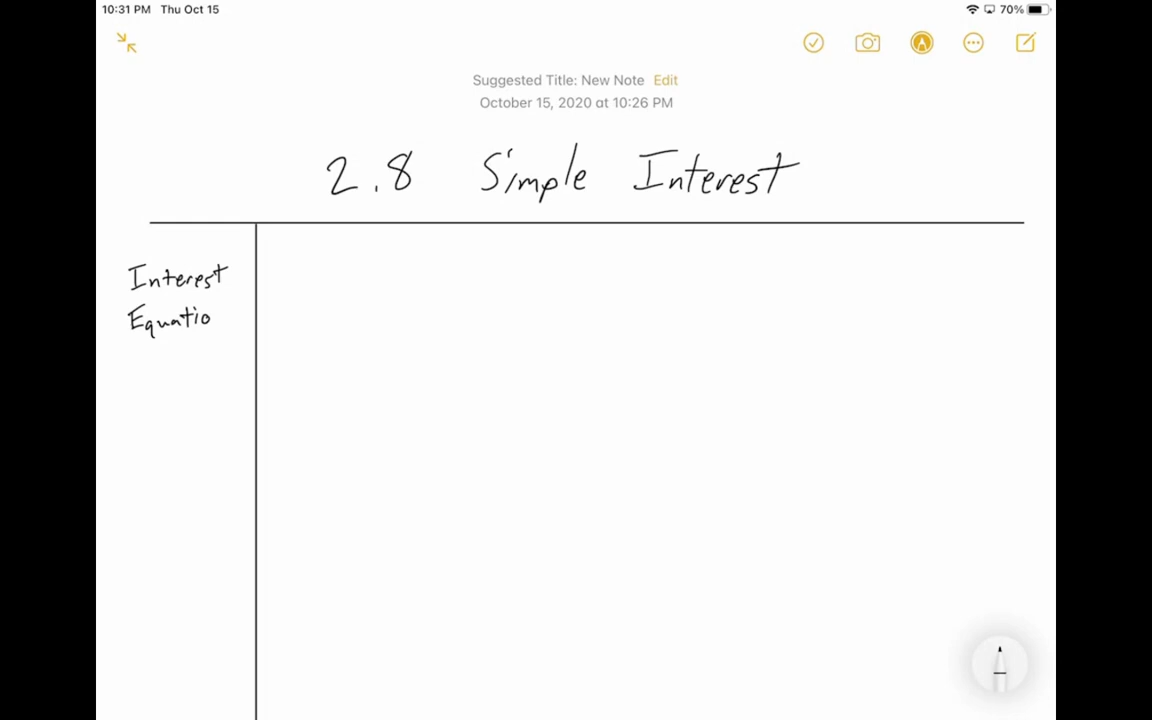 10:31 PM Thu Oct 15
70%
Suggested Title: New Note Edit
October 15, 2020 at 10:26 PM
2.8 Simple Interest
Interest
Equatio